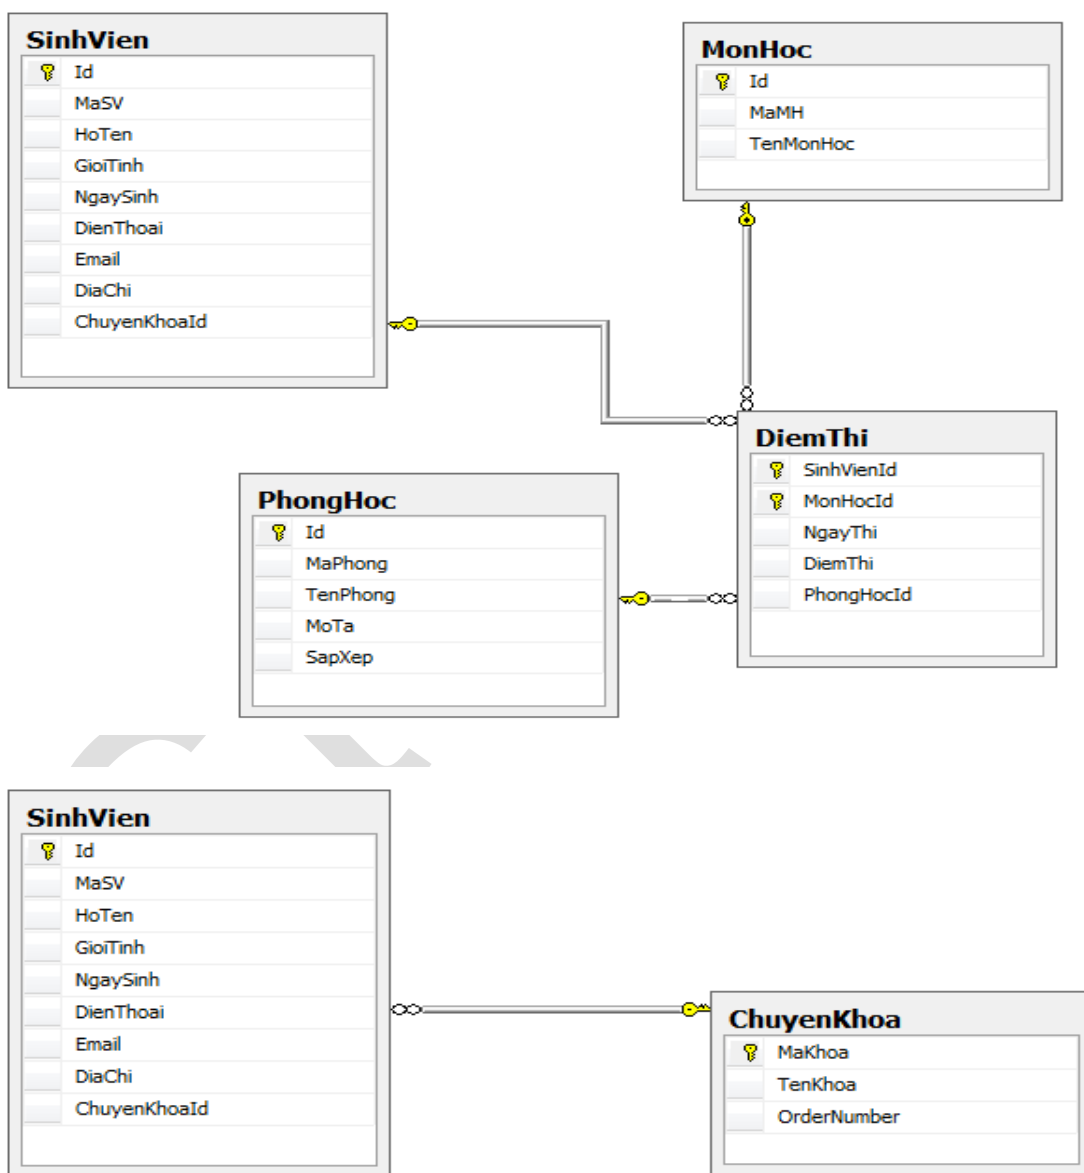 SinhVien
Id
MaSV
HoTen
GioiTinh
NgaySinh
DienThoai
Email
DiaChi
ChuyenKhoaId
MonHoc
Id
MaMH
TenMonHoc
DiemThi
SinhVienId
MonHocId
NgayThi
DiemThi
PhongHocId
PhongHoc
Id
MaPhong
TenPhong
MoTa
SapXep
SinhVien
Id
MaSV
HoTen
GioiTinh
NgaySinh
DienThoai
Email
DiaChi
ChuyenKhoaId
ChuyenKhoa
MaKhoa
TenKhoa
OrderNumber